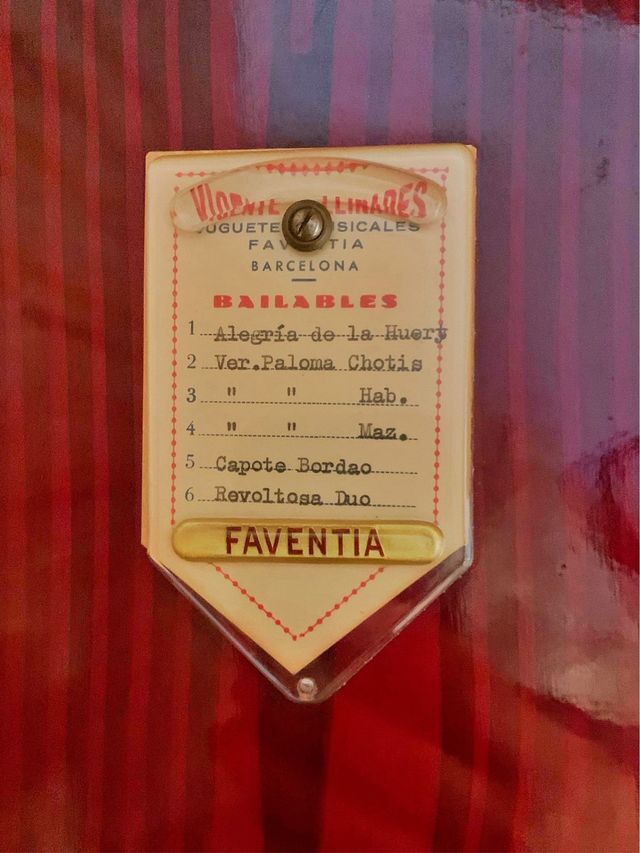 VICENTE LLINARES
JUGUETES MUSICALES
FAVENTIA
BARCELONA
BAILABLES
1 Alegría de la
2 Ver.Paloma Chotis
3 " " Hab.
4 " " Maz.
5 Capote Bordao
6 Revoltosa Duo
FAVENTIA